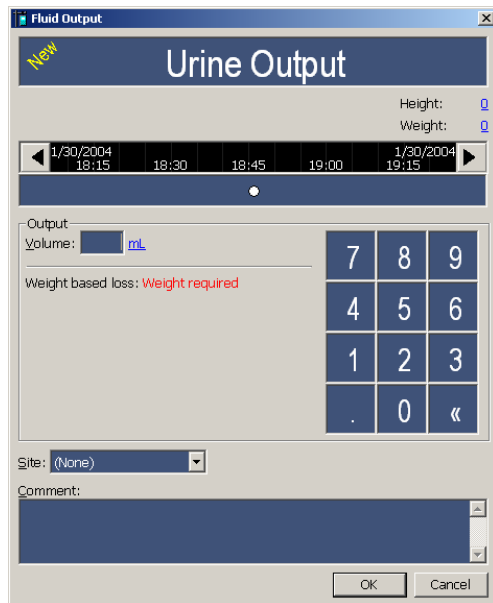 Fluid Output
New
Urine Output
Height: 0
Weight: 0
1/30/2004 1/30/2004
18:15 18:30 18:45 19:00 19:15
Output
Volume: mL
Weight based loss: Weight required
7 8 9
4 5 6
1 2 3
. 0 «
Site: (None)
Comment:
OK Cancel